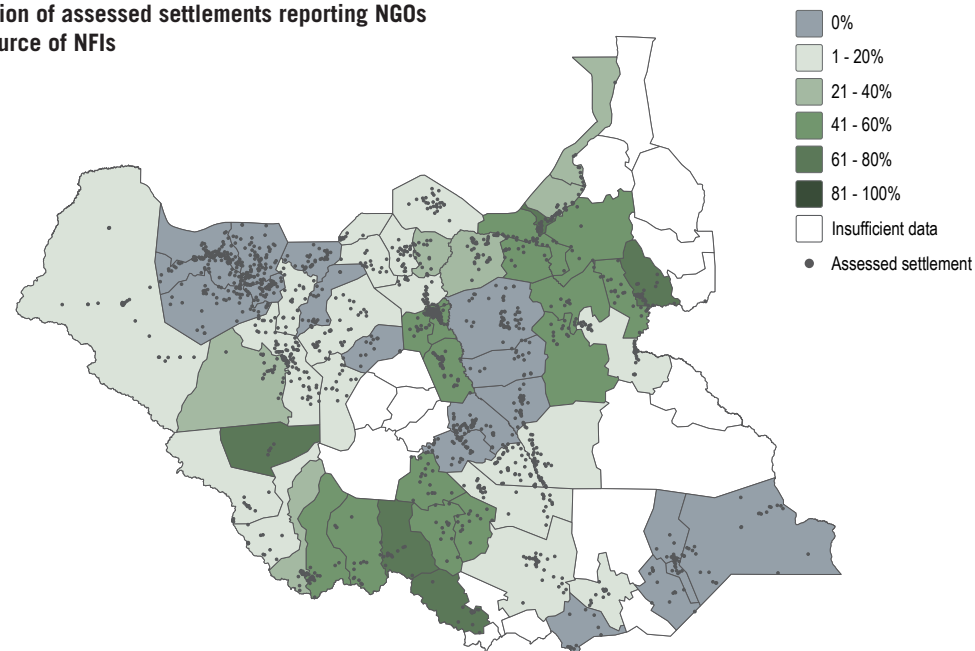 ion of assessed settlements reporting NGOs
urce of NFIs
0%
1 - 20%
21 - 40%
41 - 60%
61 - 80%
81 - 100%
Insufficient data
Assessed settlement